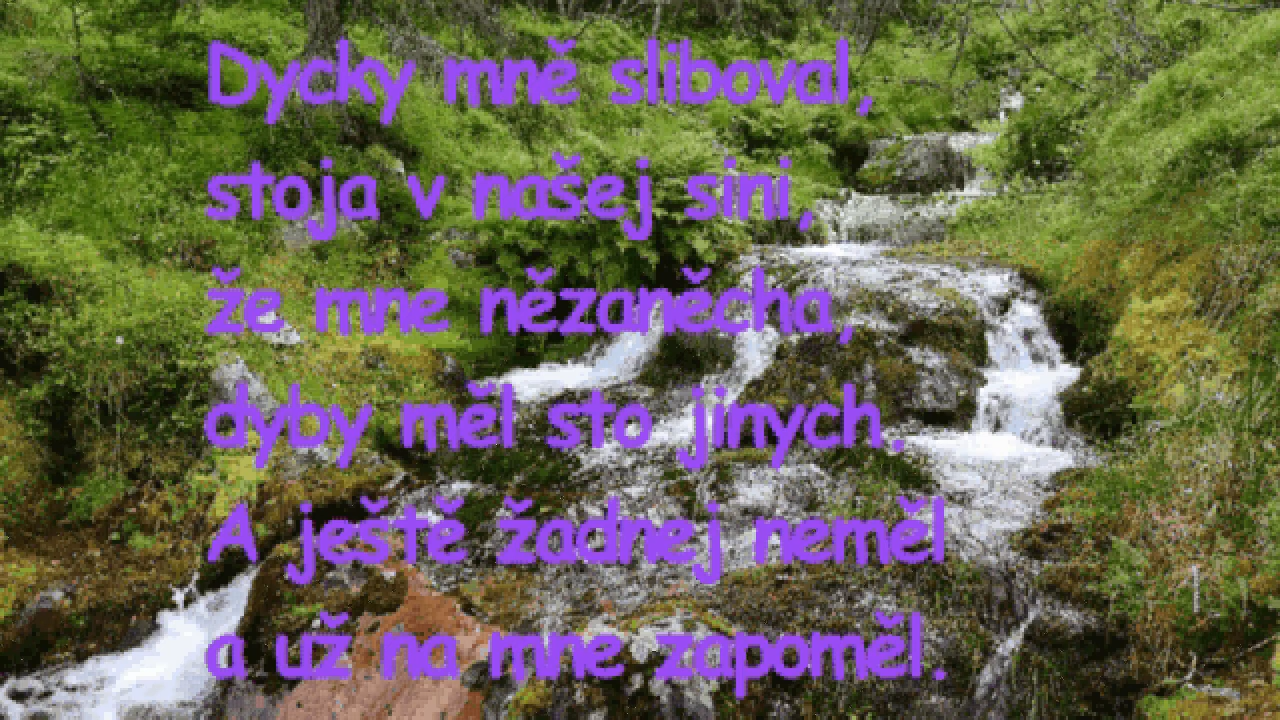 Dycky mně sliboval,
stoja v našej sini,
že mne nězaněcha,
dyby měl sto jinych.
A ještě žadnej neměl
a už na mne zapoměl.